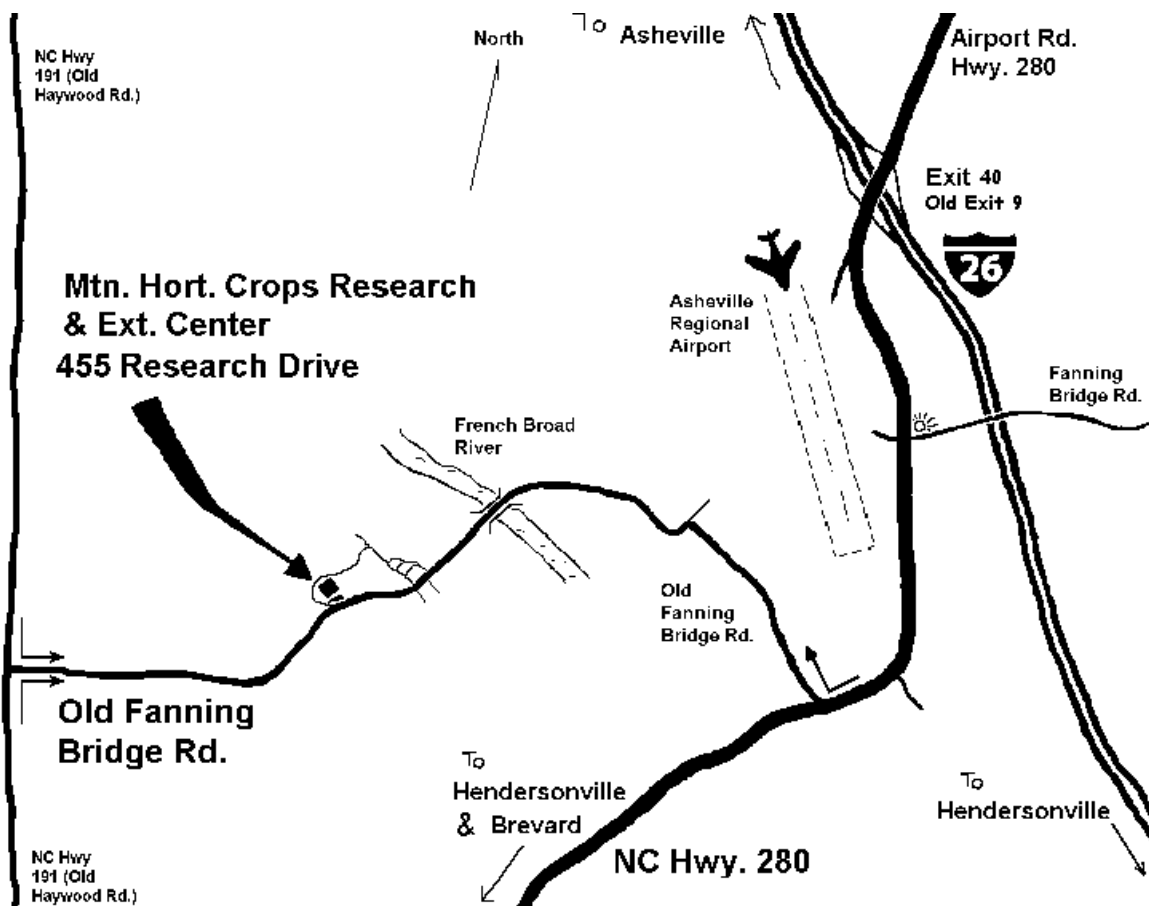 NC Hwy
191 (Old
Haywood Rd.)
North
To Asheville
Airport Rd.
Hwy. 280
Exit 40
Old Exit 9
26
Mtn. Hort. Crops Research
& Ext. Center
455 Research Drive
Asheville
Regional
Airport
Fanning
Bridge Rd.
French Broad
River
Old
Fanning
Bridge Rd.
Old Fanning
Bridge Rd.
To
Hendersonville
& Brevard
To
Hendersonville
NC Hwy. 280
NC Hwy
191 (Old
Haywood Rd.)